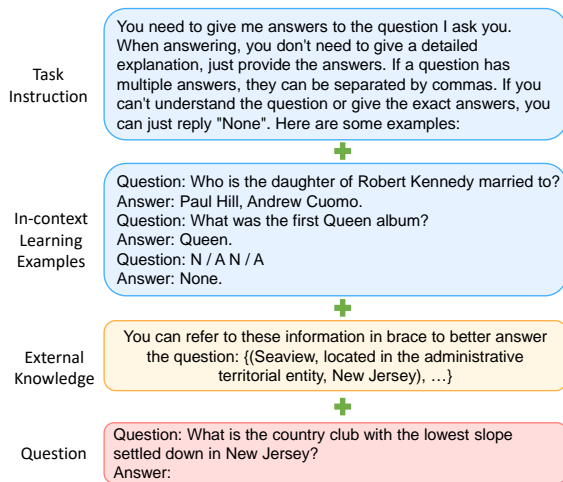 You need to give me answers to the question I ask you.
When answering, you don't need to give a detailed
explanation, just provide the answers. If a question has
multiple answers, they can be separated by commas. If you
can't understand the question or give the exact answers, you
can just reply "None". Here are some examples:
Task
Instruction
Question: Who is the daughter of Robert Kennedy married to?
Answer: Paul Hill, Andrew Cuomo.
Question: What was the first Queen album?
Answer: Queen.
Question: N / A N / A
Answer: None.
In-context
Learning
Examples
You can refer to these information in brace to better answer
the question: {(Seaview, located in the administrative
territorial entity, New Jersey), …}
External
Knowledge
Question: What is the country club with the lowest slope
settled down in New Jersey?
Answer:
Question